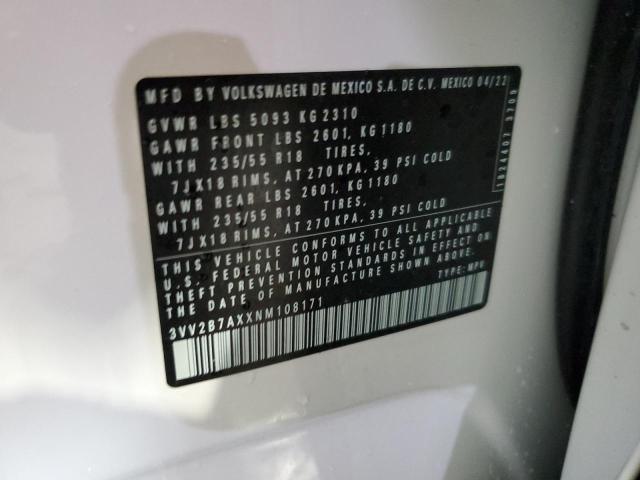 MFD BY VOLKSWAGEN DE MEXICO S.A. DE C.V. MEXICO 04/22
GVWR LBS 5093 KG 2310
GAWR FRONT LBS 2601, KG 1180
WITH 235/55 R18 TIRES,
7JX18 RIMS, AT 270 KPA, 39 PSI COLD
GAWR REAR LBS 2601, KG 1180
WITH 235/55 R18 TIRES,
7JX18 RIMS, AT 270 KPA, 39 PSI COLD
THIS VEHICLE CONFORMS TO ALL APPLICABLE
U.S. FEDERAL MOTOR VEHICLE SAFETY AND
THEFT PREVENTION STANDARDS IN EFFECT ON
THE DATE OF MANUFACTURE SHOWN ABOVE.
TYPE: MPV
3VV2B7AXXNM108171
1824407 3703